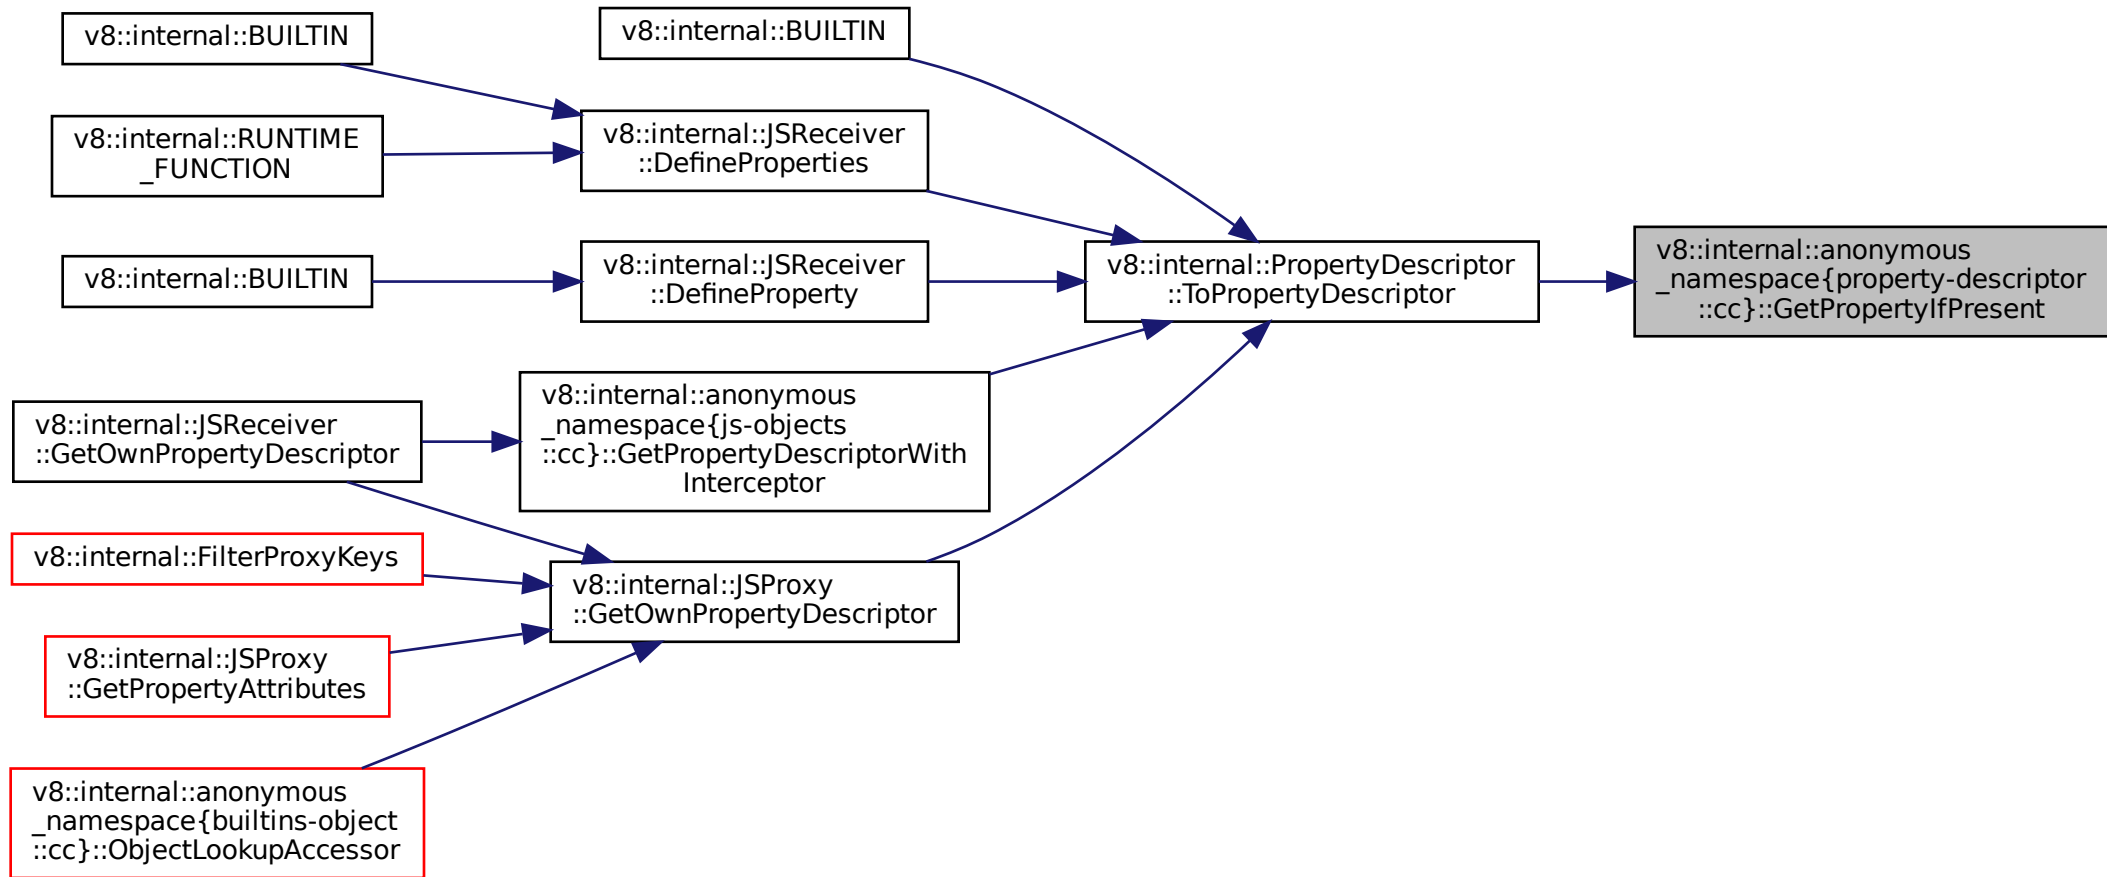 v8::internal::BUILTIN
v8::internal::BUILTIN
v8::internal::RUNTIME
_FUNCTION
v8::internal::JSReceiver
::DefineProperties
v8::internal::BUILTIN
v8::internal::JSReceiver
::DefineProperty
v8::internal::PropertyDescriptor
::ToPropertyDescriptor
v8::internal::anonymous
_namespace{property-descriptor
::cc}::GetPropertyIfPresent
v8::internal::JSReceiver
::GetOwnPropertyDescriptor
v8::internal::anonymous
_namespace{js-objects
::cc}::GetPropertyDescriptorWith
Interceptor
v8::internal::FilterProxyKeys
v8::internal::JSProxy
::GetOwnPropertyDescriptor
v8::internal::JSProxy
::GetPropertyAttributes
v8::internal::anonymous
_namespace{builtins-object
::cc}::ObjectLookupAccessor